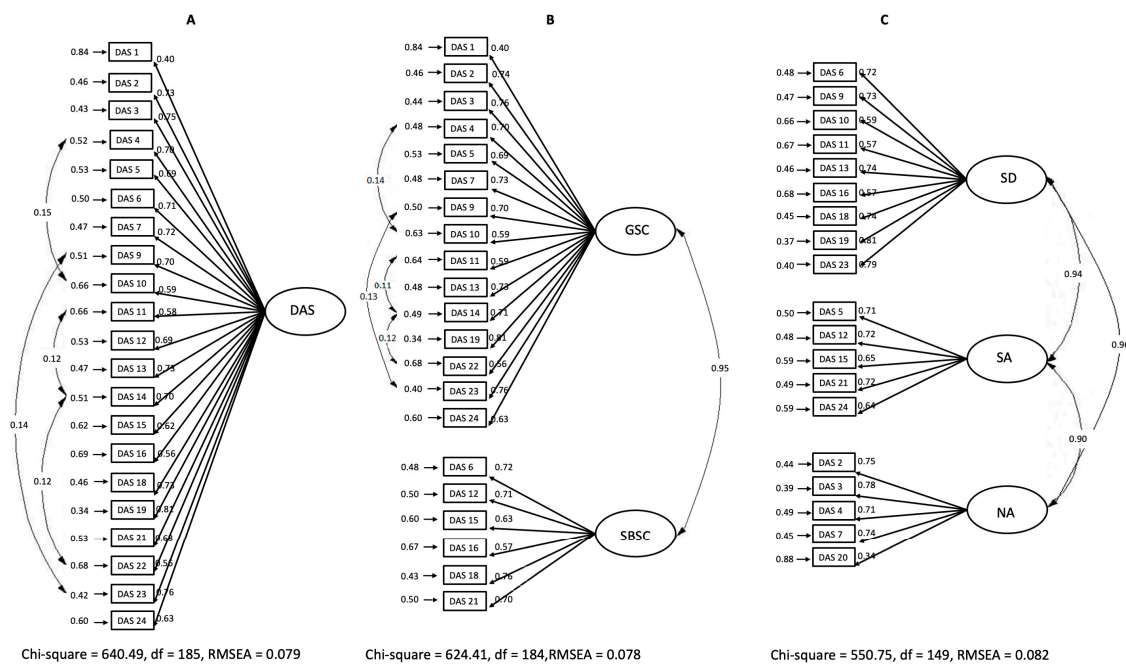 A
0.84 DAS 1 0.40
0.46 DAS 2 0.73
0.43 DAS 3 0.75
0.52 DAS 4 0.70
0.53 DAS 5 0.69
0.50 DAS 6 0.71
0.47 DAS 7 0.72
0.51 DAS 9 0.70
0.66 DAS 10 0.59
0.66 DAS 11 0.58
0.53 DAS 12 0.69
0.47 DAS 13 0.73
0.51 DAS 14 0.70
0.62 DAS 15 0.62
0.69 DAS 16 0.56
0.46 DAS 18 0.73
0.34 DAS 19 0.81
0.53 DAS 21 0.68
0.68 DAS 22 0.56
0.42 DAS 23 0.76
0.60 DAS 24 0.63
0.15
0.12
0.14
0.12
DAS
Chi-square = 640.49, df = 185, RMSEA = 0.079
B
0.84 DAS 1 0.40
0.46 DAS 2 0.74
0.44 DAS 3 0.75
0.48 DAS 4 0.70
0.53 DAS 5 0.69
0.48 DAS 7 0.73
0.50 DAS 9 0.70
0.63 DAS 10 0.59
0.64 DAS 11 0.59
0.48 DAS 13 0.73
0.49 DAS 14 0.71
0.34 DAS 19 0.81
0.68 DAS 22 0.56
0.40 DAS 23 0.76
0.60 DAS 24 0.63
0.14
0.11
0.13
0.12
GSC
0.95
0.48 DAS 6 0.72
0.50 DAS 12 0.71
0.60 DAS 15 0.63
0.67 DAS 16 0.57
0.43 DAS 18 0.76
0.50 DAS 21 0.70
SBSC
Chi-square = 624.41, df = 184,RMSEA = 0.078
C
0.48 DAS 6 0.72
0.47 DAS 9 0.73
0.66 DAS 10 0.59
0.67 DAS 11 0.57
0.46 DAS 13 0.74
0.68 DAS 16 0.57
0.45 DAS 18 0.74
0.37 DAS 19 0.81
0.40 DAS 23 0.79
SD
0.94
0.50 DAS 5 0.71
0.48 DAS 12 0.72
0.59 DAS 15 0.65
0.49 DAS 21 0.72
0.59 DAS 24 0.64
SA
0.90
0.44 DAS 2 0.75
0.39 DAS 3 0.78
0.49 DAS 4 0.71
0.45 DAS 7 0.74
0.88 DAS 20 0.34
NA
Chi-square = 550.75, df = 149, RMSEA = 0.082